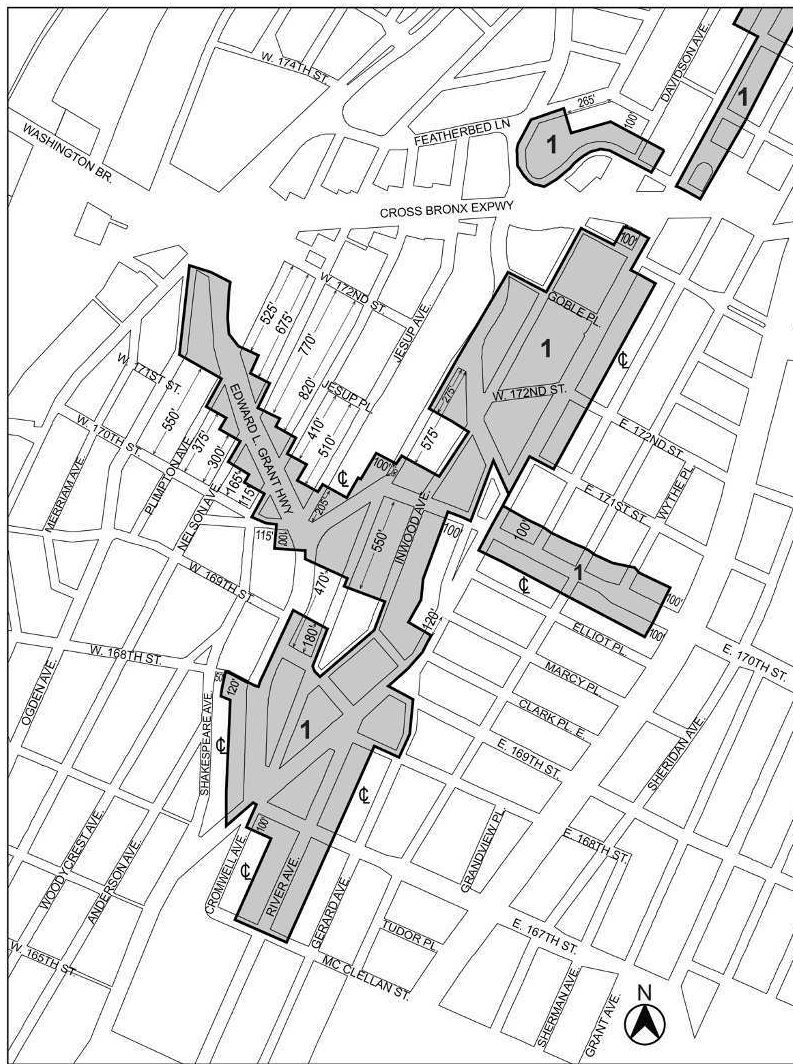 W. 174TH ST.
DAVIDSON AVE.
1
265'
100'
FEATHERBED LN
1
WASHINGTON BR.
CROSS BRONX EXPWY
100'
W. 172ND ST.
GOBLE PL.
525'
675'
770'
JESUP AVE.
1
℄
W. 171ST ST.
EDWARD L. GRANT HWY
820'
JESUP PL.
275'
W. 172ND ST.
550'
410'
W. 170TH ST.
375'
510'
575'
E. 172ND ST.
PLIMPTON AVE.
300'
℄
100'
MERRIAM AVE.
165'
WYTHE PL.
115'
205'
E. 171ST ST.
NELSON AVE.
INWOOD AVE.
550'
100'
100'
115'
100'
1
W. 169TH ST.
470'
℄
100'
120'
100'
180'
ELLIOT PL.
W. 168TH ST.
E. 170TH ST.
50'
120'
MARCY PL.
OGDEN AVE.
SHAKESPEARE AVE.
CLARK PL. E.
℄
1
SHERIDAN AVE.
E. 169TH ST.
℄
100'
GRANDVIEW PL.
E. 168TH ST.
WOODYCREST AVE.
ANDERSON AVE.
CROMWELL AVE.
℄
RIVER AVE.
GERARD AVE.
TUDOR PL.
E. 167TH ST.
W. 165TH ST.
MC CLELLAN ST.
SHERMAN AVE.
GRANT AVE.
N